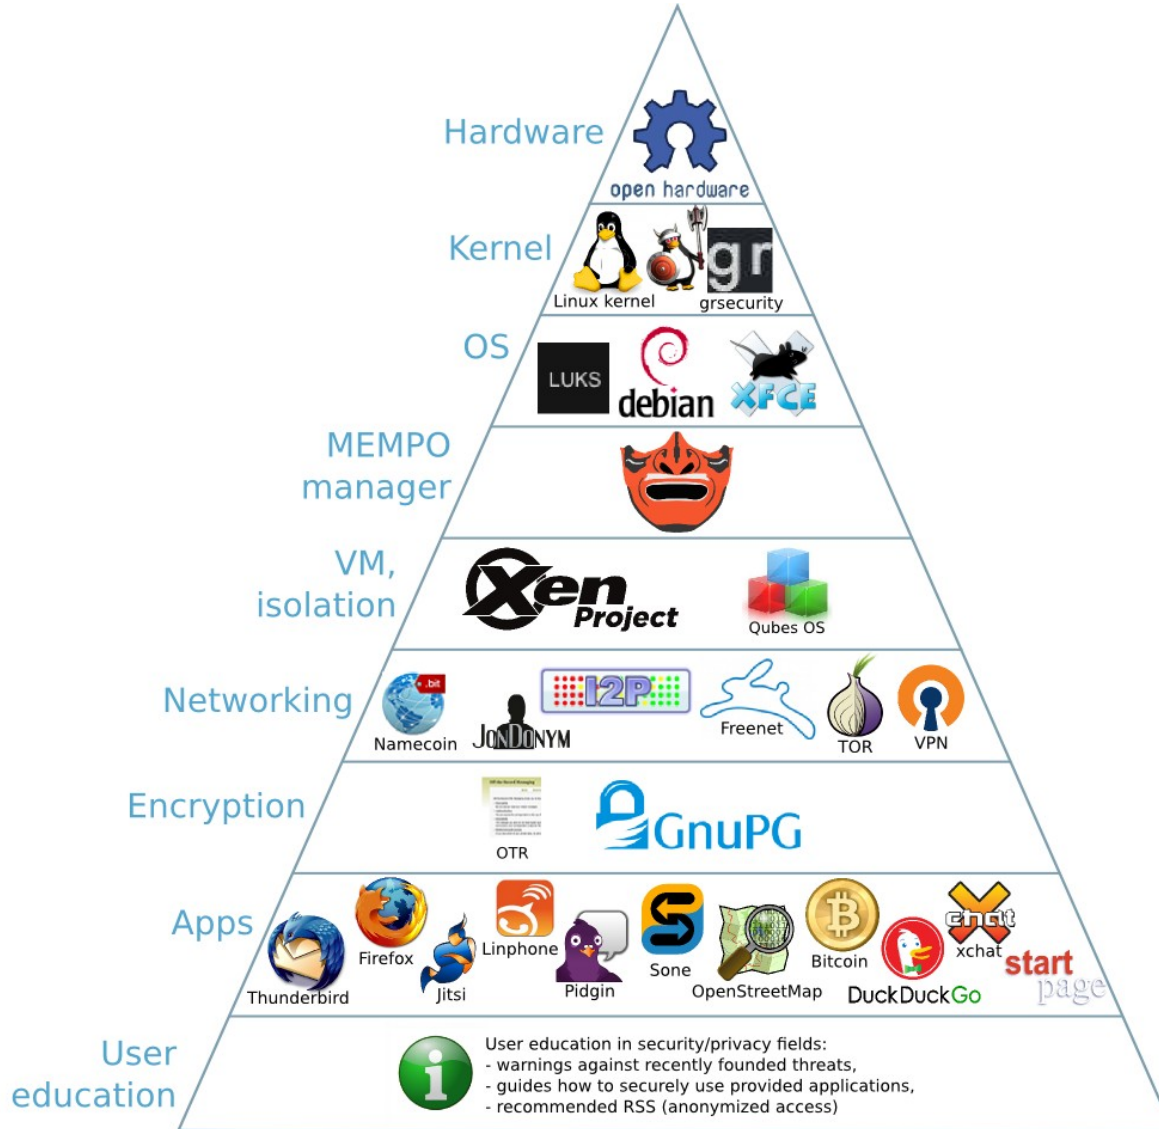 Hardware
open hardware
Kernel
gr
Linux kernel
grsecurity
OS
LUKS
debian
XFCE
MEMPO
manager
VM,
isolation
Xen
Project
Qubes OS
Networking
.bit
I2P
Namecoin
JONDONYM
Freenet
TOR
VPN
Encryption
OTR
GnuPG
Apps
Thunderbird
Firefox
Jitsi
Linphone
Pidgin
Sone
OpenStreetMap
Bitcoin
DuckDuckGo
chat
xchat
start
page
User
education
User education in security/privacy fields:
- warnings against recently founded threats,
- guides how to securely use provided applications,
- recommended RSS (anonymized access)